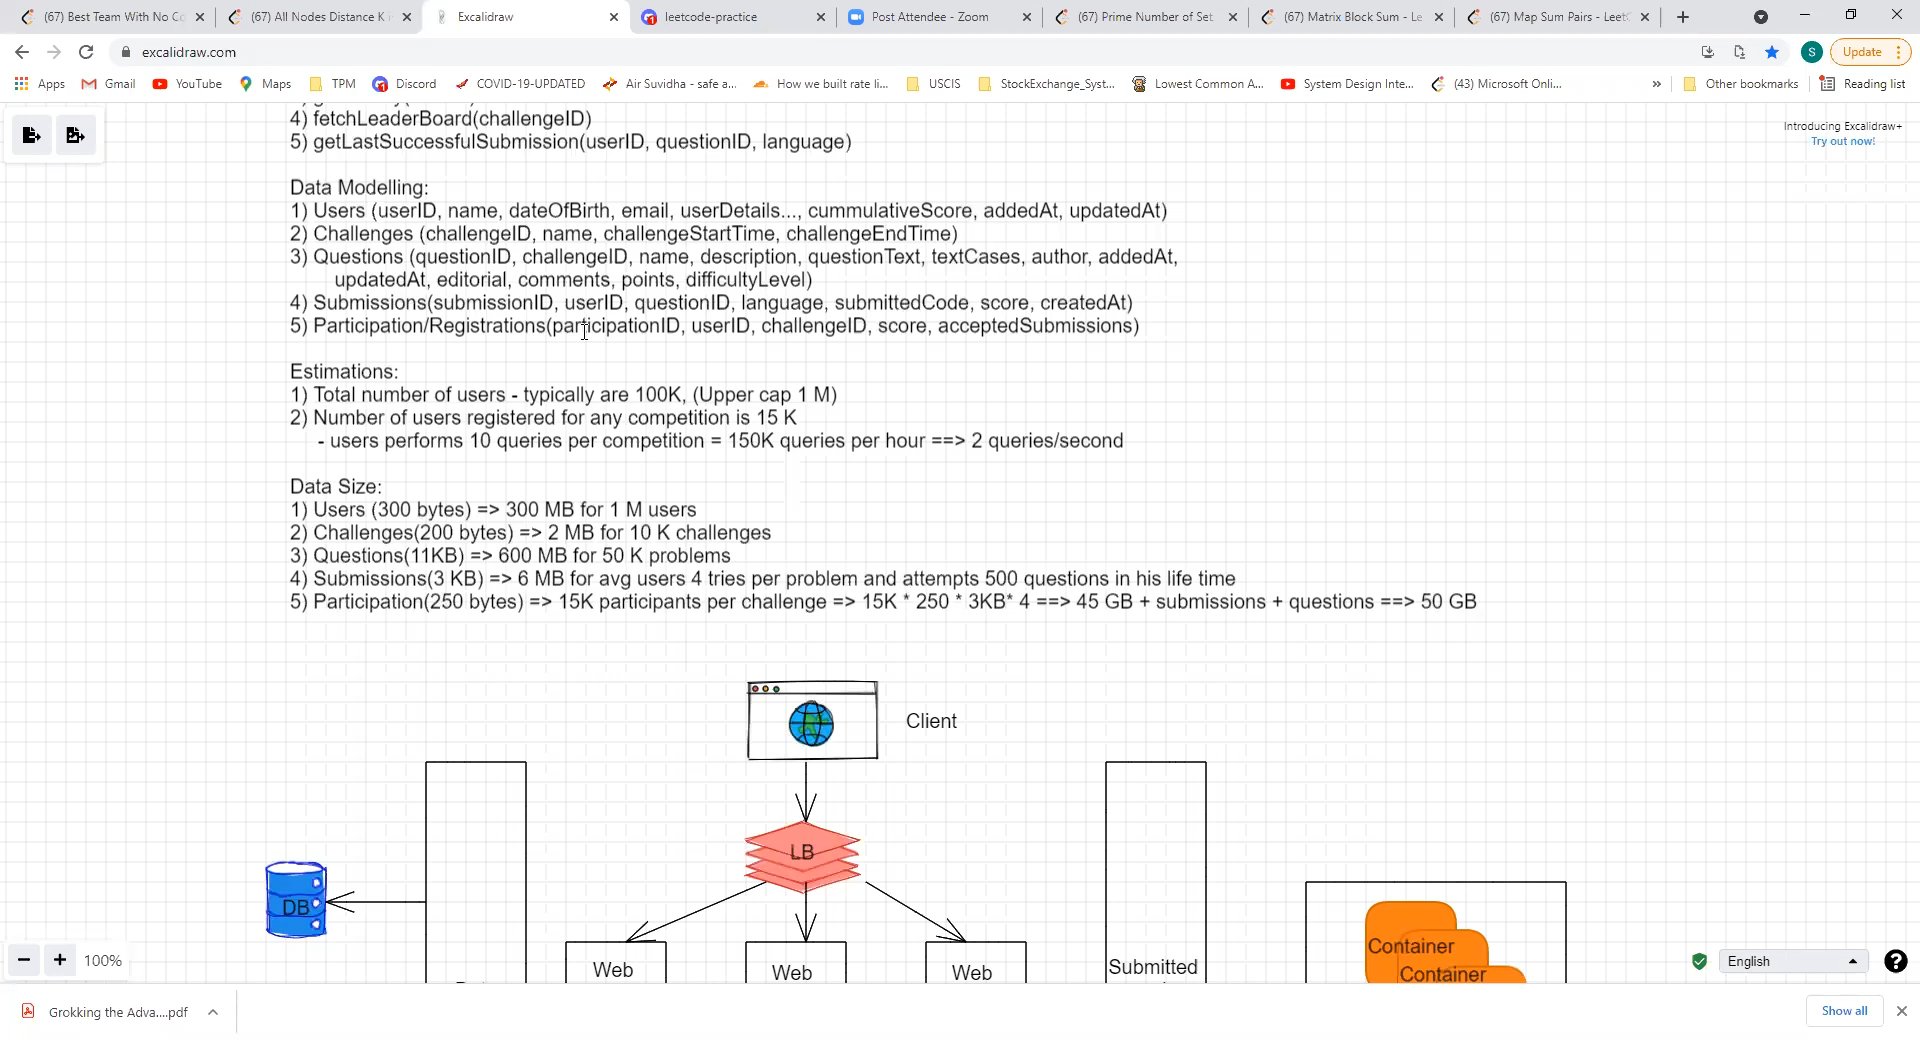 (67) Best Team With No Co
(67) All Nodes Distance K i
Excalidraw
leetcode-practice
Post Attendee - Zoom
(67) Prime Number of Set
(67) Matrix Block Sum - Le
(67) Map Sum Pairs - LeetC
excalidraw.com
S
Update
Apps
Gmail
YouTube
Maps
TPM
Discord
COVID-19-UPDATED
Air Suvidha - safe a...
How we built rate li...
USCIS
StockExchange_Syst...
Lowest Common A...
System Design Inte...
(43) Microsoft Onli...
»
Other bookmarks
Reading list
4) fetchLeaderBoard(challengeID)
5) getLastSuccessfulSubmission(userID, questionID, language)
Introducing Excalidraw+
Try out now!
Data Modelling:
1) Users (userID, name, dateOfBirth, email, userDetails..., cummulativeScore, addedAt, updatedAt)
2) Challenges (challengeID, name, challengeStartTime, challengeEndTime)
3) Questions (questionID, challengeID, name, description, questionText, textCases, author, addedAt,
updatedAt, editorial, comments, points, difficultyLevel)
4) Submissions(submissionID, userID, questionID, language, submittedCode, score, createdAt)
5) Participation/Registrations(participationID, userID, challengeID, score, acceptedSubmissions)
Estimations:
1) Total number of users - typically are 100K, (Upper cap 1 M)
2) Number of users registered for any competition is 15 K
- users performs 10 queries per competition = 150K queries per hour ==> 2 queries/second
Data Size:
1) Users (300 bytes) => 300 MB for 1 M users
2) Challenges(200 bytes) => 2 MB for 10 K challenges
3) Questions(11KB) => 600 MB for 50 K problems
4) Submissions(3 KB) => 6 MB for avg users 4 tries per problem and attempts 500 questions in his life time
5) Participation(250 bytes) => 15K participants per challenge => 15K * 250 * 3KB* 4 ==> 45 GB + submissions + questions ==> 50 GB
Client
LB
DB
Web
Web
Web
Submitted
Container
Container
100%
English
Grokking the Adva....pdf
Show all